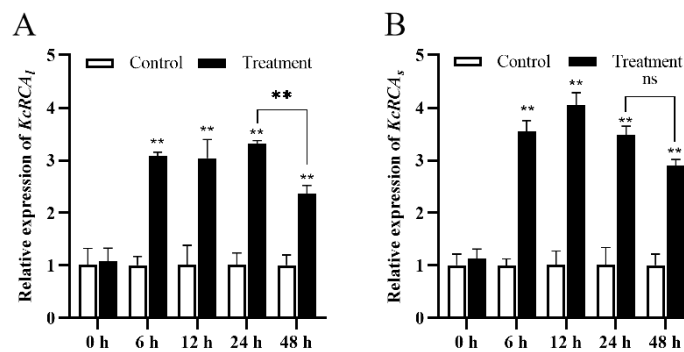 A
Relative expression of KcRCAl
Control Treatment
5
4
3
2
1
0
** ** ** ** **
0 h 6 h 12 h 24 h 48 h
B
Relative expression of KcRCAs
Control Treatment
5
4
3
2
1
0
** ** ** ns **
0 h 6 h 12 h 24 h 48 h